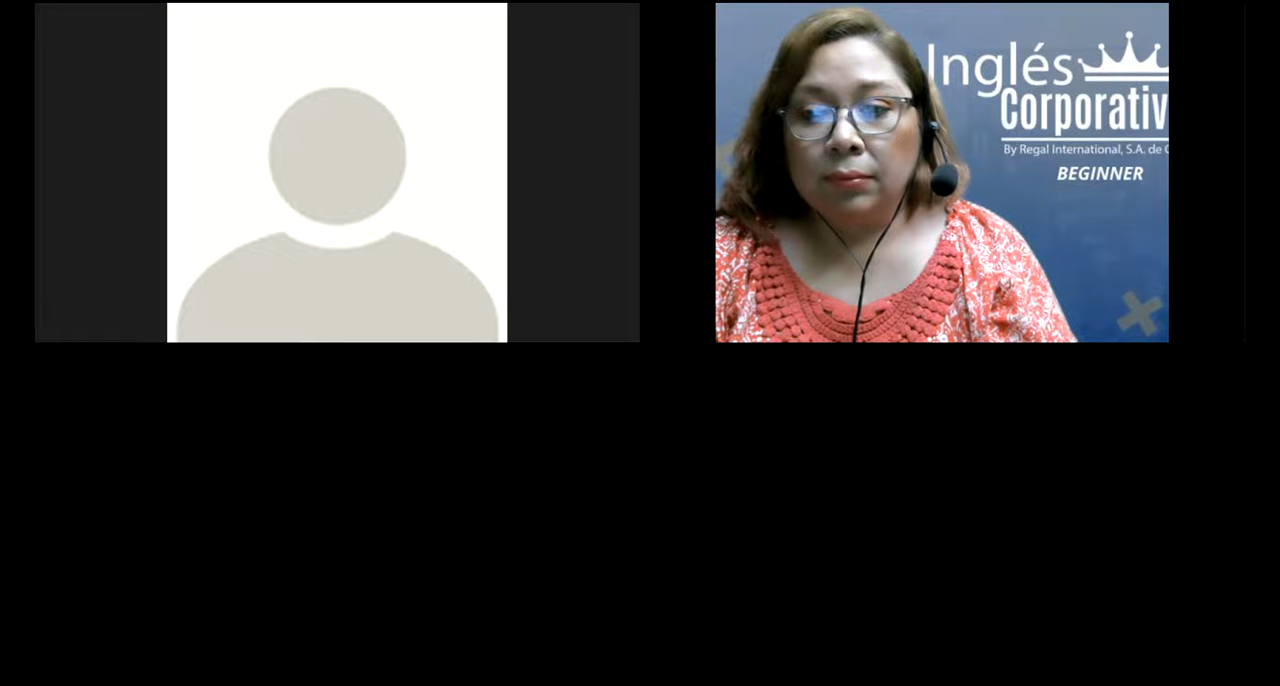 Inglés
Corporativ
By Regal International, S.A. de C
BEGINNER